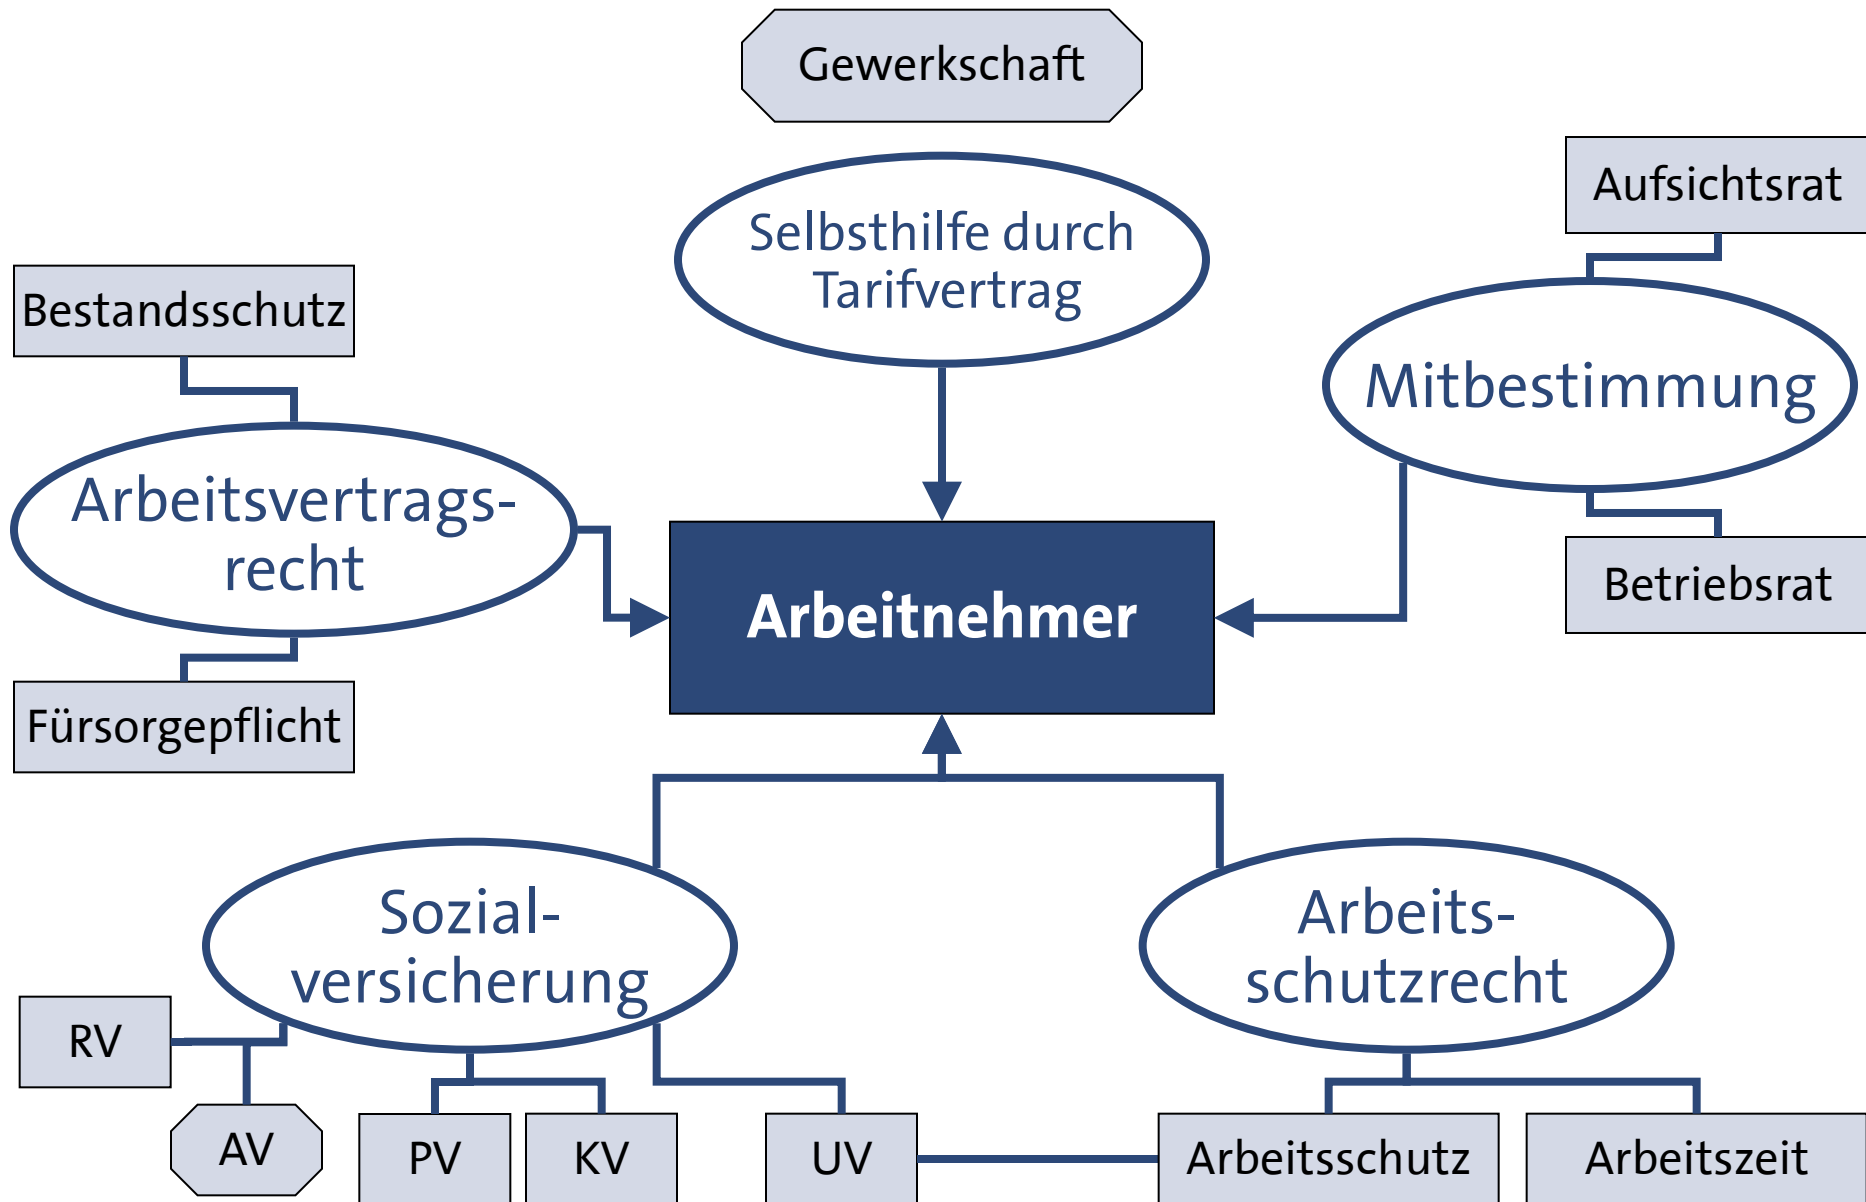 Gewerkschaft
Selbsthilfe durch
Tarifvertrag
Aufsichtsrat
Bestandsschutz
Mitbestimmung
Arbeitsvertrags-
recht
Arbeitnehmer
Betriebsrat
Fürsorgepflicht
Sozial-
versicherung
Arbeits-
schutzrecht
RV
AV
PV
KV
UV
Arbeitsschutz
Arbeitszeit